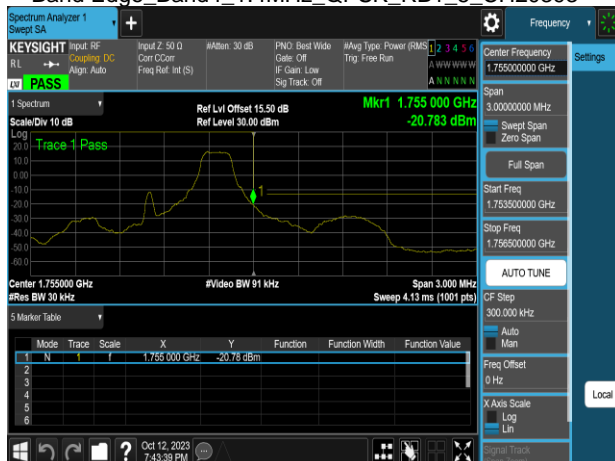 Spectrum Analyzer 1
Swept SA
Frequency
KEYSIGHT
Input: RF
Coupling: DC
Align: Auto
Input Z: 50 Ω
Corr CCorr
Freq Ref: Int (S)
#Atten: 30 dB
PNO: Best Wide
Gate: Off
IF Gain: Low
Sig Track: Off
#Avg Type: Power (RMS
Trig: Free Run
1 2 3 4 5 6
A W W W W W
A N N N N N
RL
LXI
PASS
1 Spectrum
Scale/Div 10 dB
Ref Lvl Offset 15.50 dB
Ref Level 30.00 dBm
Mkr1 1.755 000 GHz
-20.783 dBm
Log
Trace 1 Pass
20.0
10.0
0.00
-10.0
-20.0
-30.0
-40.0
-50.0
-60.0
1
Center 1.755000 GHz
#Res BW 30 kHz
#Video BW 91 kHz
Span 3.000 MHz
Sweep 4.13 ms (1001 pts)
5 Marker Table
Mode Trace Scale X Y Function Function Width Function Value
1 N 1 f 1.755 000 GHz -20.78 dBm
2
3
4
5
6
Oct 12, 2023
7:43:39 PM
Center Frequency
1.755000000 GHz
Settings
Span
3.00000000 MHz
Swept Span
Zero Span
Full Span
Start Freq
1.753500000 GHz
Stop Freq
1.756500000 GHz
AUTO TUNE
CF Step
300.000 kHz
Auto
Man
Freq Offset
0 Hz
Local
X Axis Scale
Log
Lin
Signal Track